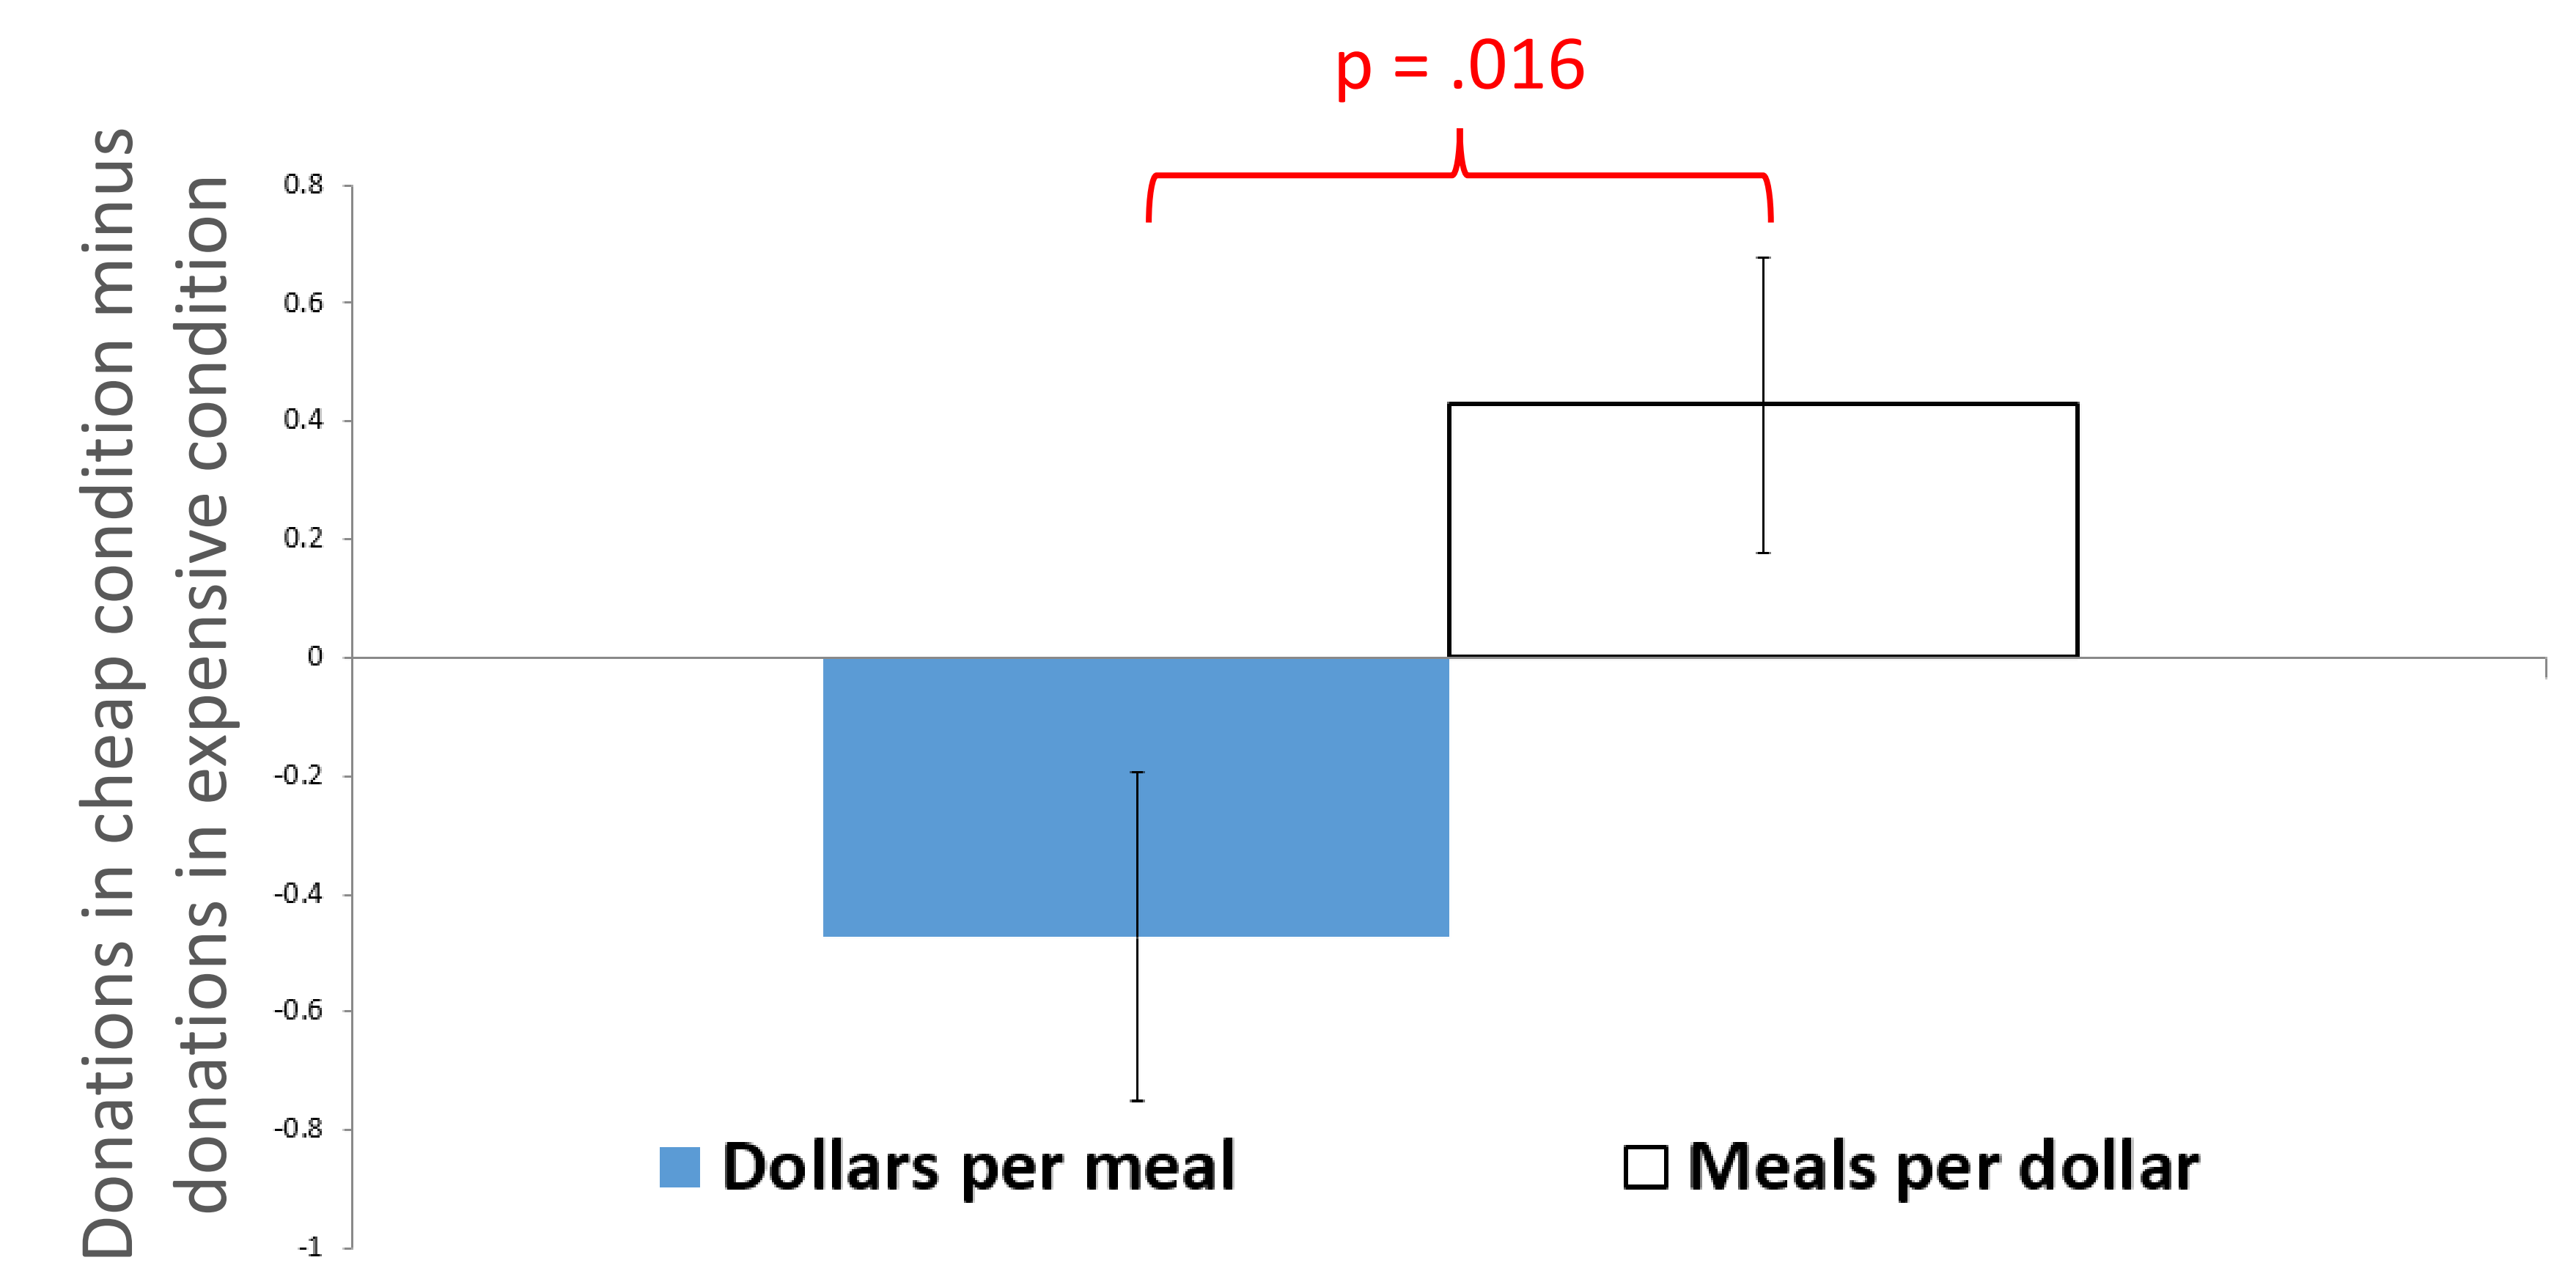 p = .016
Donations in cheap condition minus
donations in expensive condition
0.8
0.6
0.4
0.2
0
-0.2
-0.4
-0.6
-0.8
-1
Dollars per meal
Meals per dollar